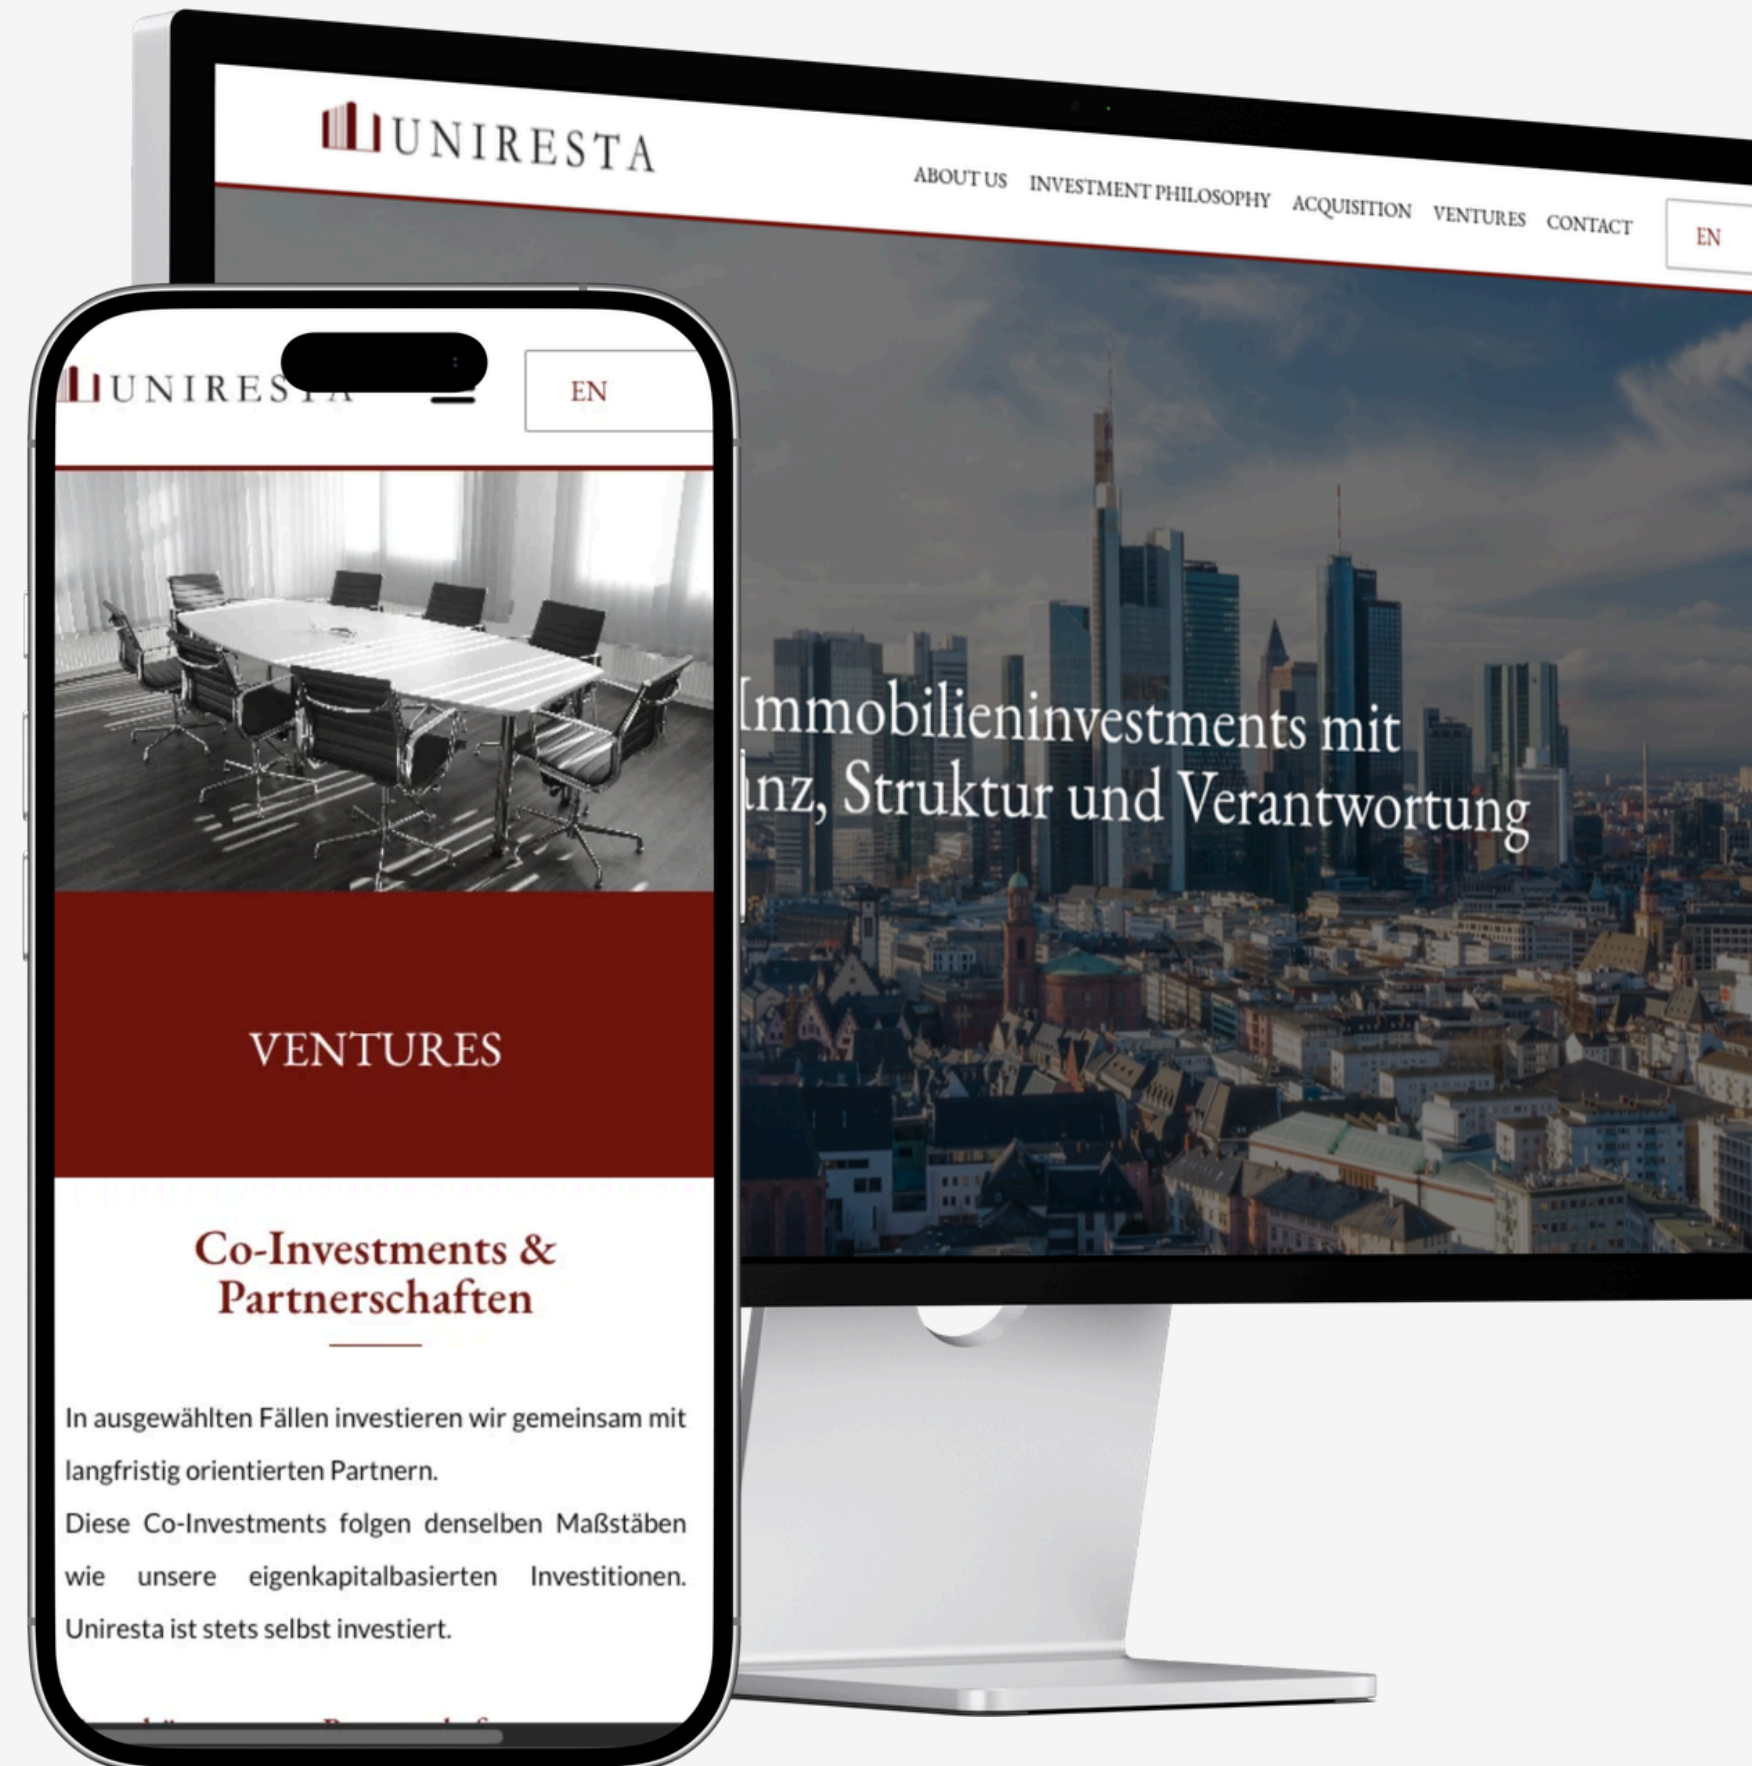 UNIRESTA
ABOUT US INVESTMENT PHILOSOPHY ACQUISITION VENTURES CONTACT EN
Immobilieninvestments mit
Struktur und Verantwortung
EN
VENTURES
Co-Investments &
Partnerschaften
In ausgewählten Fällen investieren wir gemeinsam mit
langfristig orientierten Partnern.
Diese Co-Investments folgen denselben Maßstäben
wie unsere eigenkapitalbasierten Investitionen.
Uniresta ist stets selbst investiert.